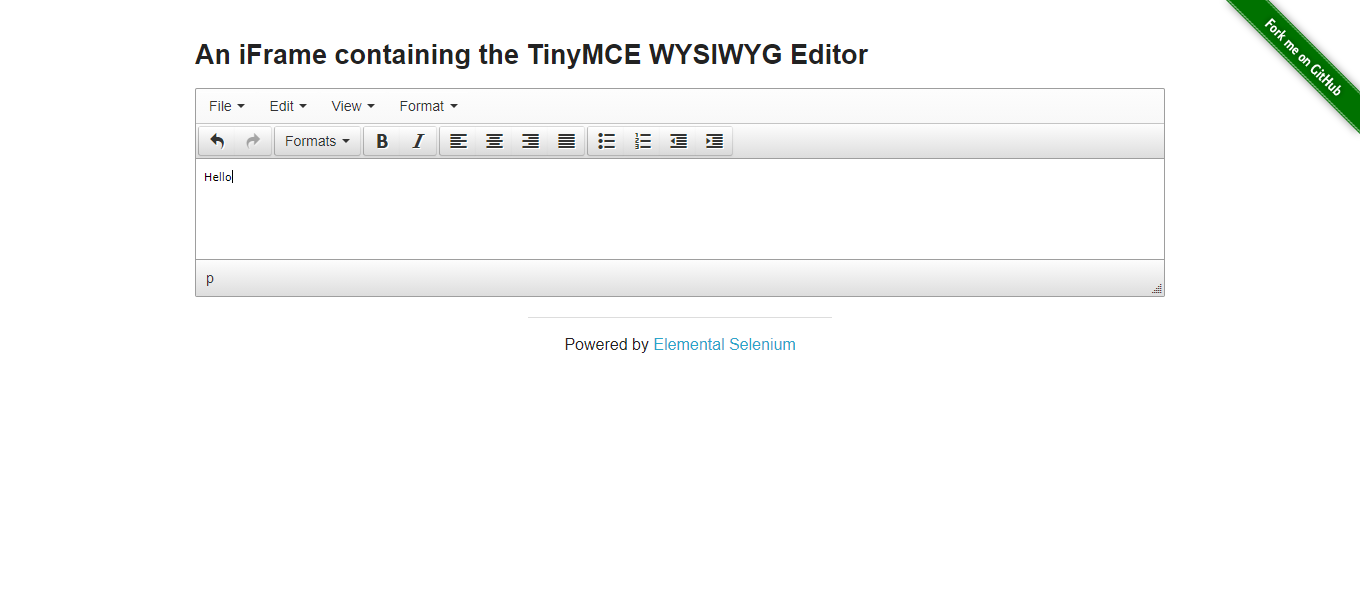 Fork me on GitHub
An iFrame containing the TinyMCE WYSIWYG Editor
File Edit View Format
Formats B I
Hello
p
Powered by Elemental Selenium